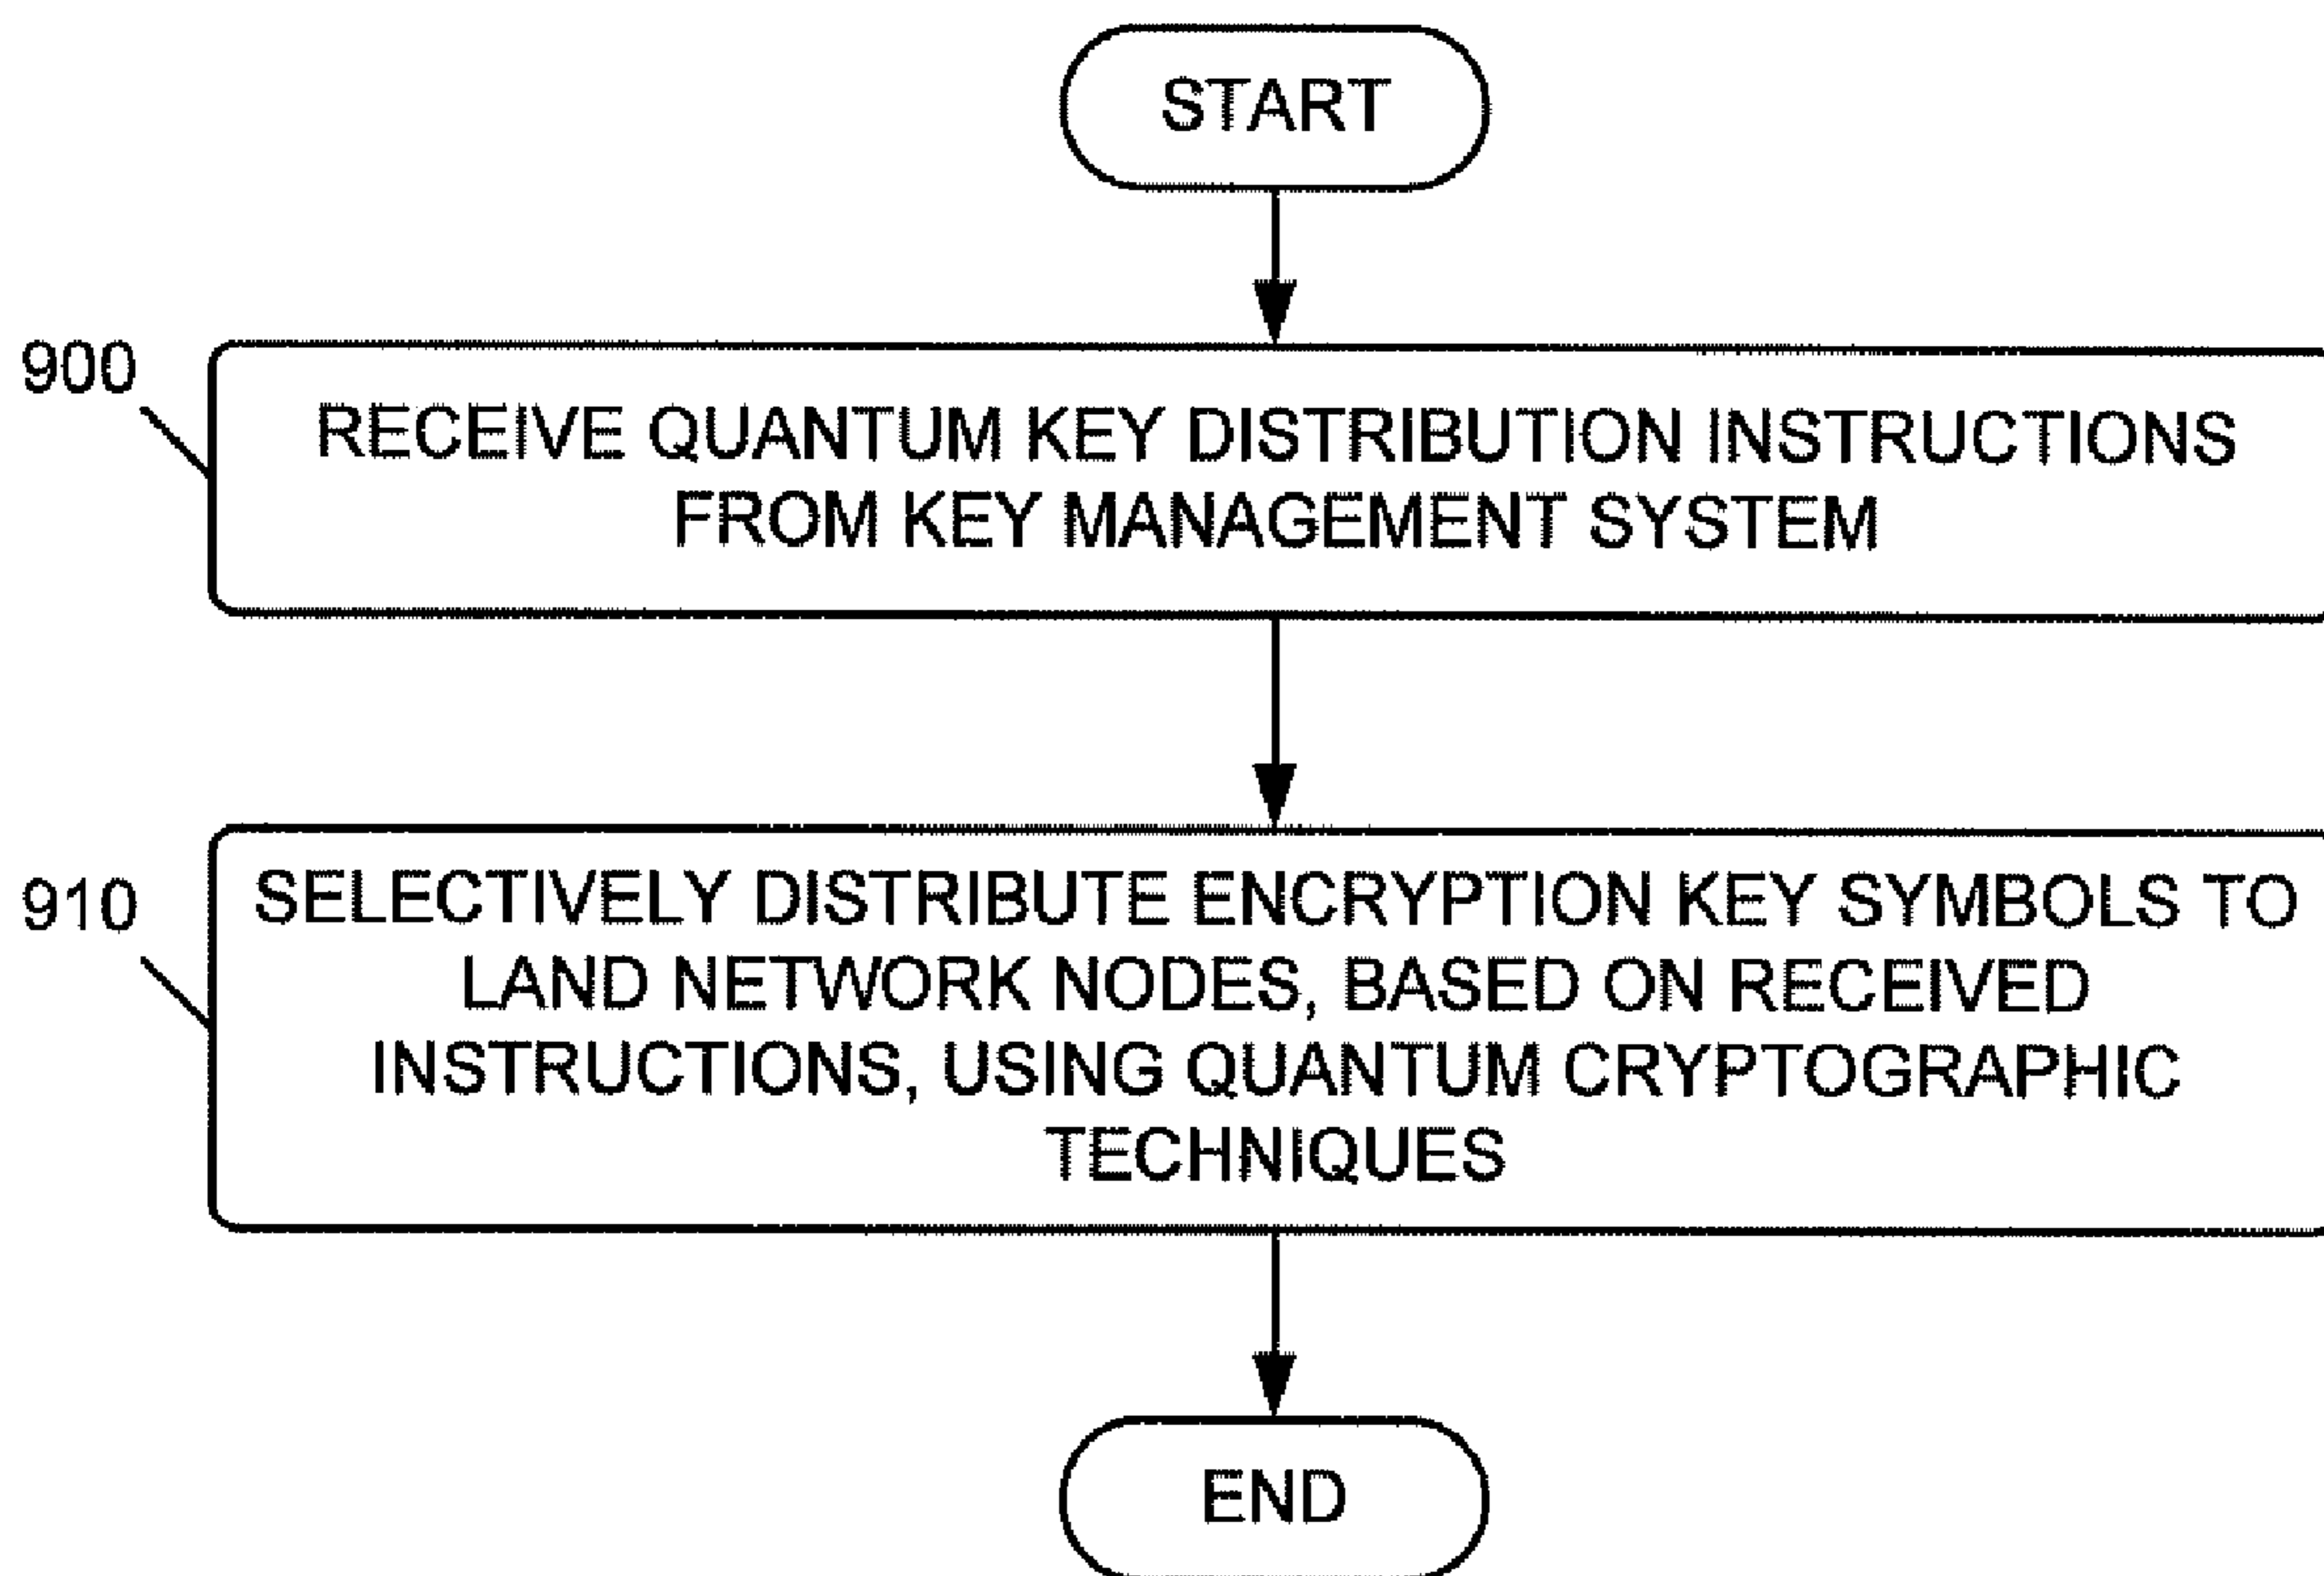 START
900
RECEIVE QUANTUM KEY DISTRIBUTION INSTRUCTIONS
FROM KEY MANAGEMENT SYSTEM
910
SELECTIVELY DISTRIBUTE ENCRYPTION KEY SYMBOLS TO
LAND NETWORK NODES, BASED ON RECEIVED
INSTRUCTIONS, USING QUANTUM CRYPTOGRAPHIC
TECHNIQUES
END